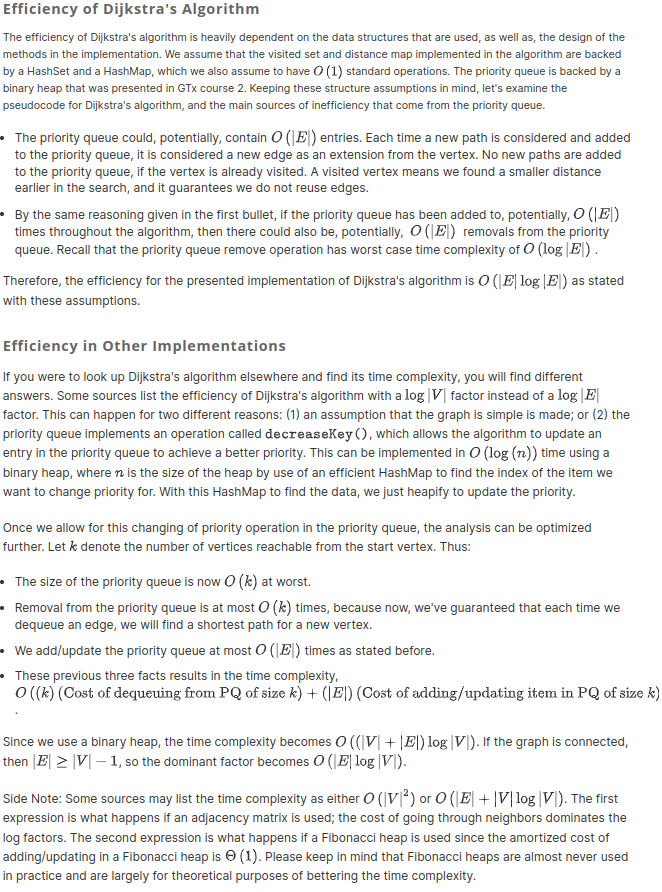 Efficiency of Dijkstra's Algorithm
The efficiency of Dijkstra's algorithm is heavily dependent on the data structures that are used, as well as, the design of the
methods in the implementation. We assume that the visited set and distance map implemented in the algorithm are backed
by a HashSet and a HashMap, which we also assume to have O (1) standard operations. The priority queue is backed by a
binary heap that was presented in GTx course 2. Keeping these structure assumptions in mind, let's examine the
pseudocode for Dijkstra's algorithm, and the main sources of inefficiency that come from the priority queue.
• The priority queue could, potentially, contain O (|E|) entries. Each time a new path is considered and added
to the priority queue, it is considered a new edge as an extension from the vertex. No new paths are added
to the priority queue, if the vertex is already visited. A visited vertex means we found a smaller distance
earlier in the search, and it guarantees we do not reuse edges.
• By the same reasoning given in the first bullet, if the priority queue has been added to, potentially, O (|E|)
times throughout the algorithm, then there could also be, potentially, O (|E|) removals from the priority
queue. Recall that the priority queue remove operation has worst case time complexity of O (log |E|) .
Therefore, the efficiency for the presented implementation of Dijkstra's algorithm is O (|E| log |E|) as stated
with these assumptions.
Efficiency in Other Implementations
If you were to look up Dijkstra's algorithm elsewhere and find its time complexity, you will find different
answers. Some sources list the efficiency of Dijkstra's algorithm with a log |V| factor instead of a log |E|
factor. This can happen for two different reasons: (1) an assumption that the graph is simple is made; or (2) the
priority queue implements an operation called decreaseKey(), which allows the algorithm to update an
entry in the priority queue to achieve a better priority. This can be implemented in O (log (n)) time using a
binary heap, where n is the size of the heap by use of an efficient HashMap to find the index of the item we
want to change priority for. With this HashMap to find the data, we just heapify to update the priority.
Once we allow for this changing of priority operation in the priority queue, the analysis can be optimized
further. Let k denote the number of vertices reachable from the start vertex. Thus:
• The size of the priority queue is now O (k) at worst.
• Removal from the priority queue is at most O (k) times, because now, we've guaranteed that each time we
dequeue an edge, we will find a shortest path for a new vertex.
• We add/update the priority queue at most O (|E|) times as stated before.
• These previous three facts results in the time complexity,
O ((k) (Cost of dequeuing from PQ of size k) + (|E|) (Cost of adding/updating item in PQ of size k)
.
Since we use a binary heap, the time complexity becomes O ((|V| + |E|) log |V|). If the graph is connected,
then |E| ≥ |V| − 1, so the dominant factor becomes O (|E| log |V|).
Side Note: Some sources may list the time complexity as either O (|V|²) or O (|E| + |V| log |V|). The first
expression is what happens if an adjacency matrix is used; the cost of going through neighbors dominates the
log factors. The second expression is what happens if a Fibonacci heap is used since the amortized cost of
adding/updating in a Fibonacci heap is Θ (1). Please keep in mind that Fibonacci heaps are almost never used
in practice and are largely for theoretical purposes of bettering the time complexity.